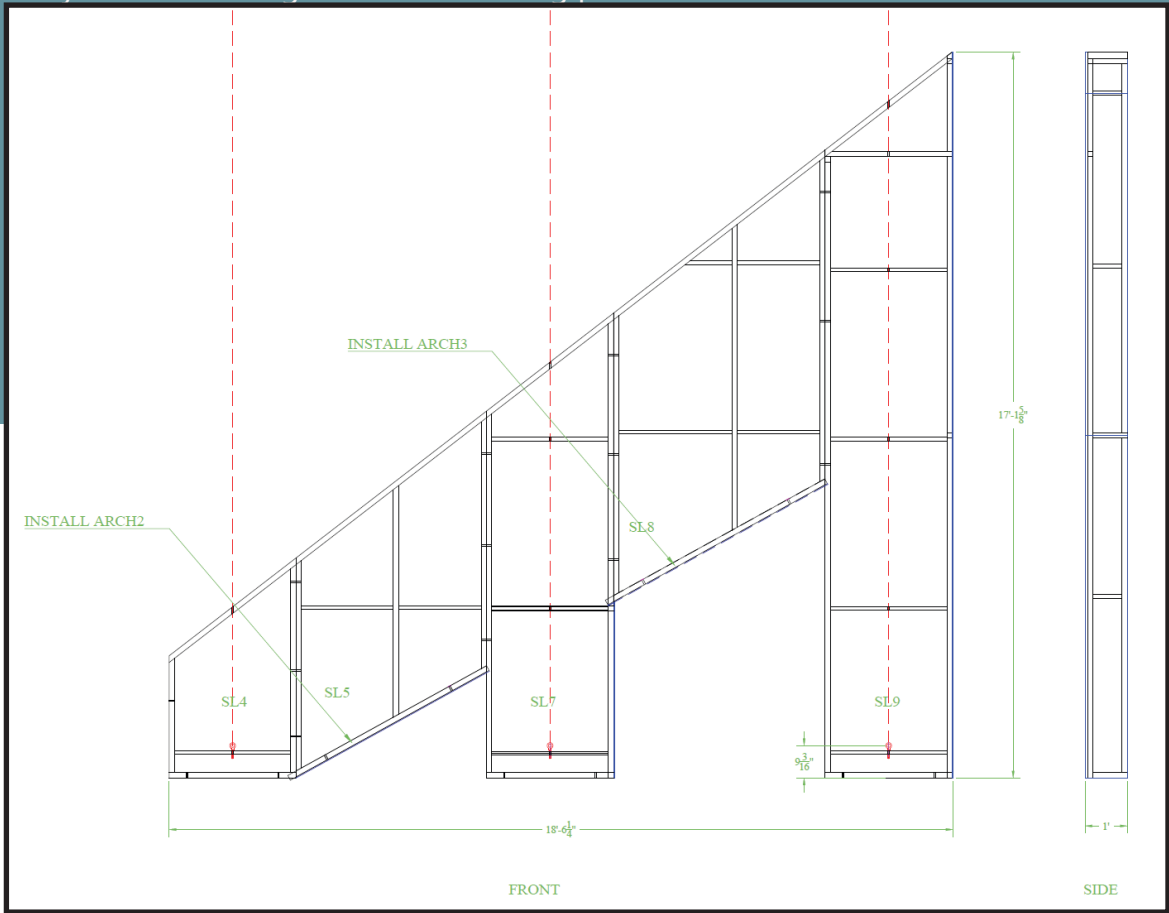 INSTALL ARCH3
17'-1 5/8"
INSTALL ARCH2
SL8
SL5
SL4
SL7
SL9
9 3/16"
18'-6 1/4"
1'
FRONT
SIDE